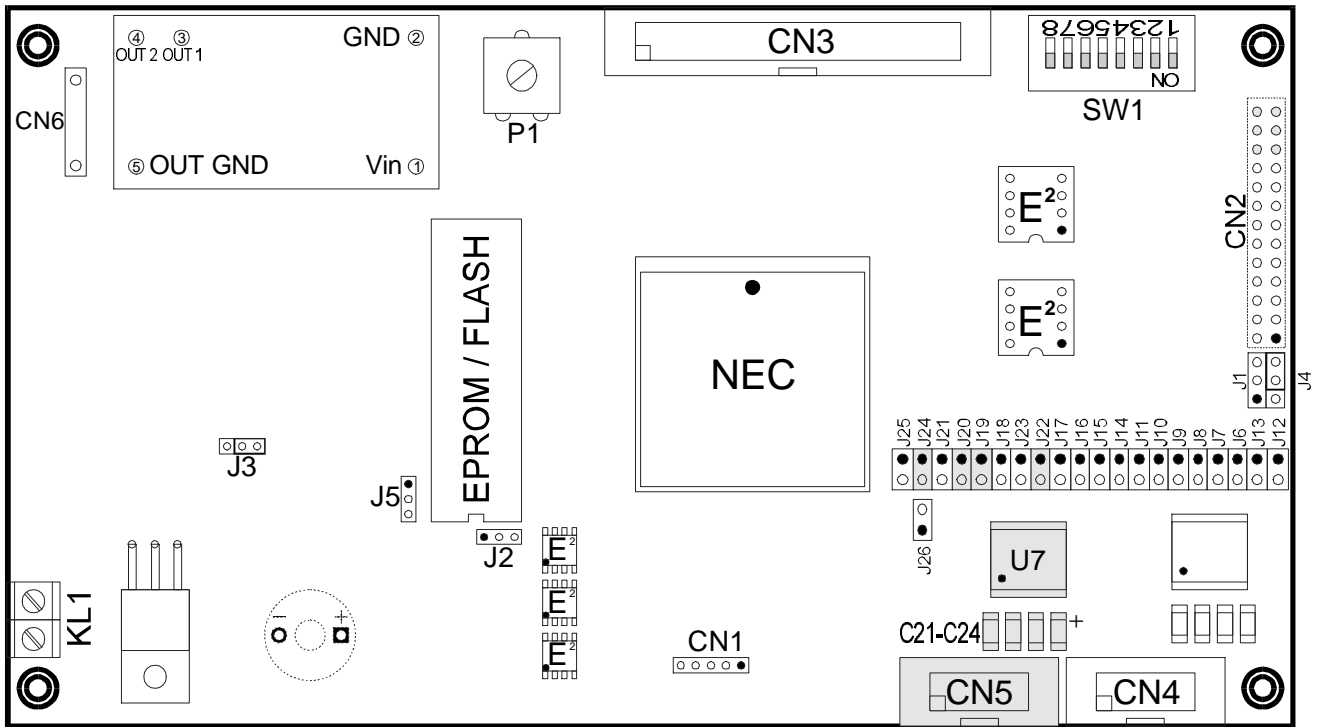 ④ ③
OUT 2 OUT 1
GND ②
⑤ OUT GND
Vin ①
CN6
P1
CN3
12345678
ON
SW1
CN2
E²
E²
EPROM / FLASH
NEC
J1
J4
J3
J5
J2
J25
J24
J21
J20
J19
J18
J23
J22
J17
J16
J15
J14
J11
J10
J9
J8
J7
J6
J13
J12
J26
U7
KL1
- +
E²
E²
E²
CN1
C21-C24
+
CN5
CN4